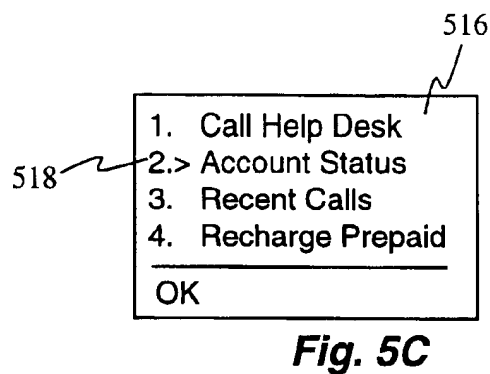 516
1. Call Help Desk
518 2.> Account Status
3. Recent Calls
4. Recharge Prepaid
OK
Fig. 5C